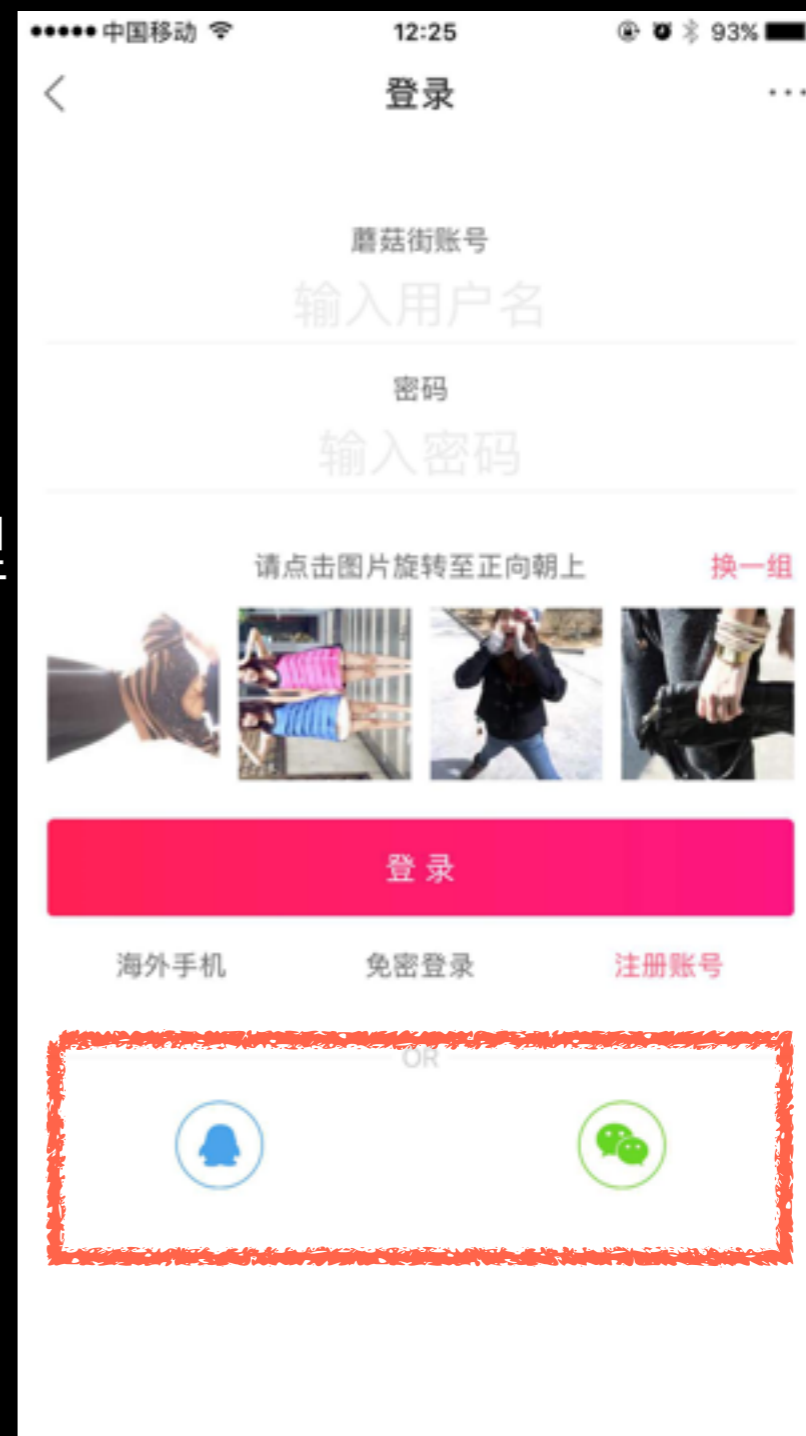 中国移动 12:25 93%
登录
蘑菇街账号
输入用户名
密码
输入密码
请点击图片旋转至正向朝上 换一组
登 录
海外手机 免密登录 注册账号
OR